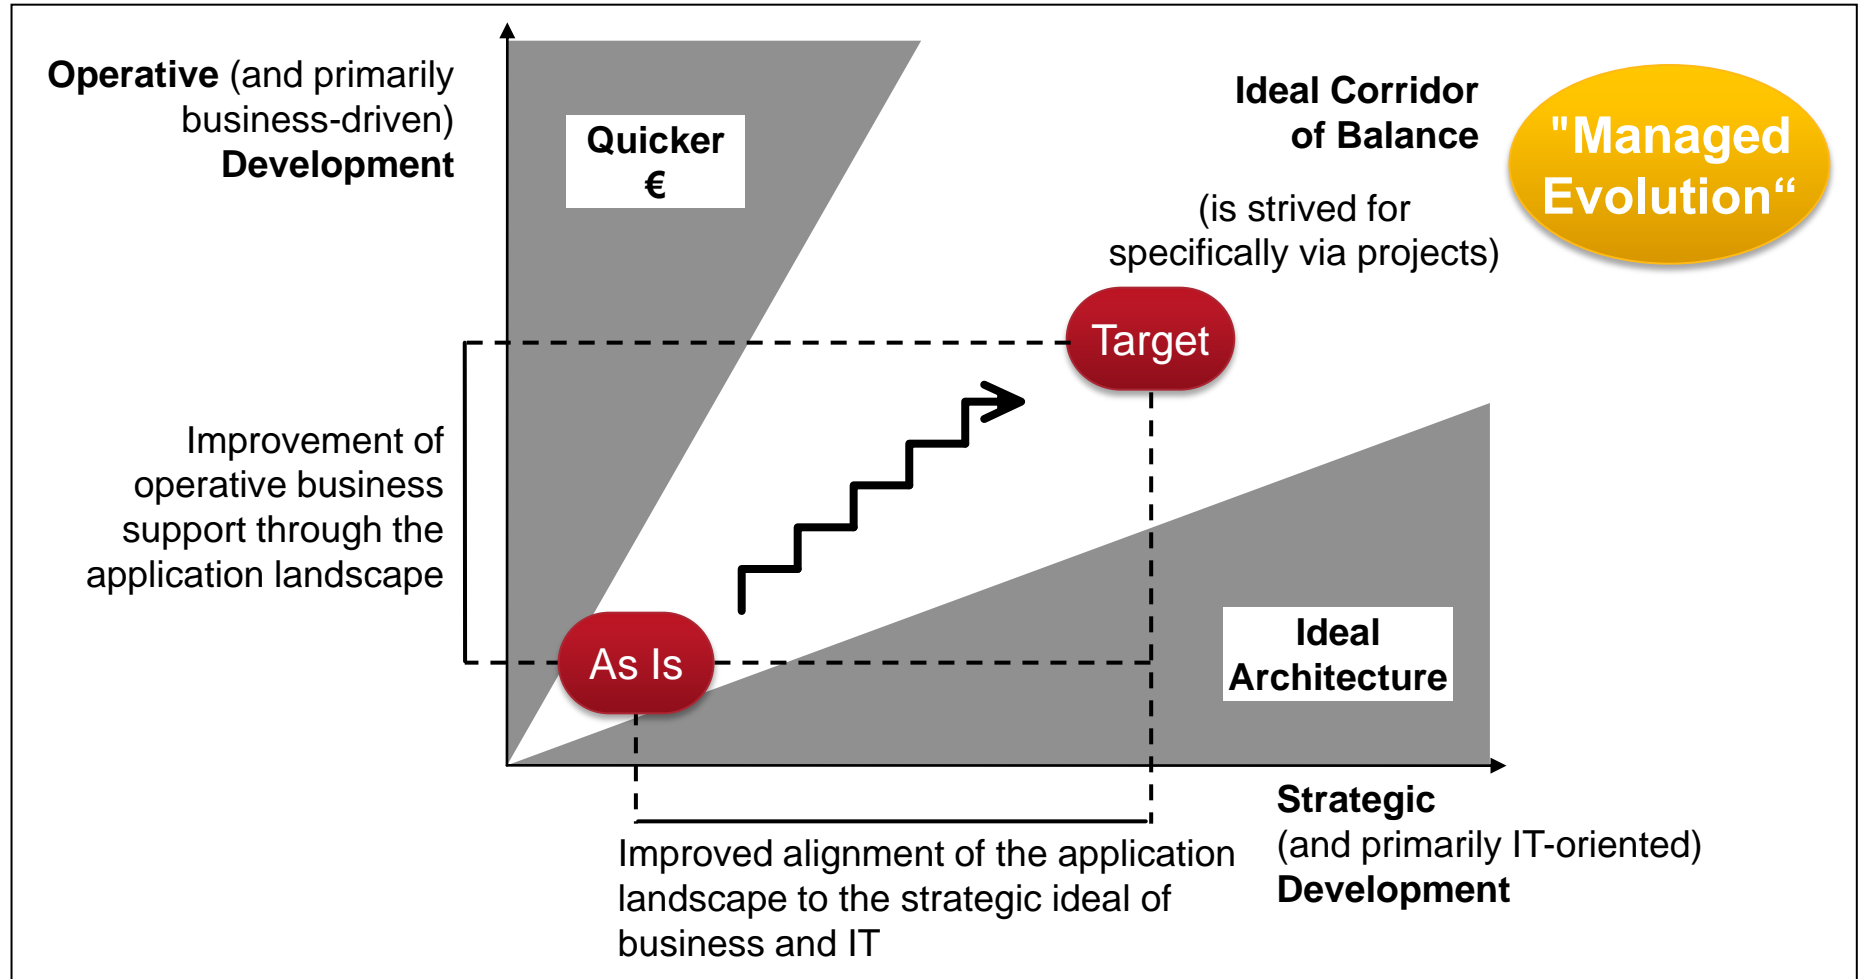 Operative (and primarily
business-driven)
Development
Quicker
€
Ideal Corridor
of Balance
(is strived for
specifically via projects)
"Managed
Evolution“
Target
Improvement of
operative business
support through the
application landscape
As Is
Ideal
Architecture
Improved alignment of the application
landscape to the strategic ideal of
business and IT
Strategic
(and primarily IT-oriented)
Development